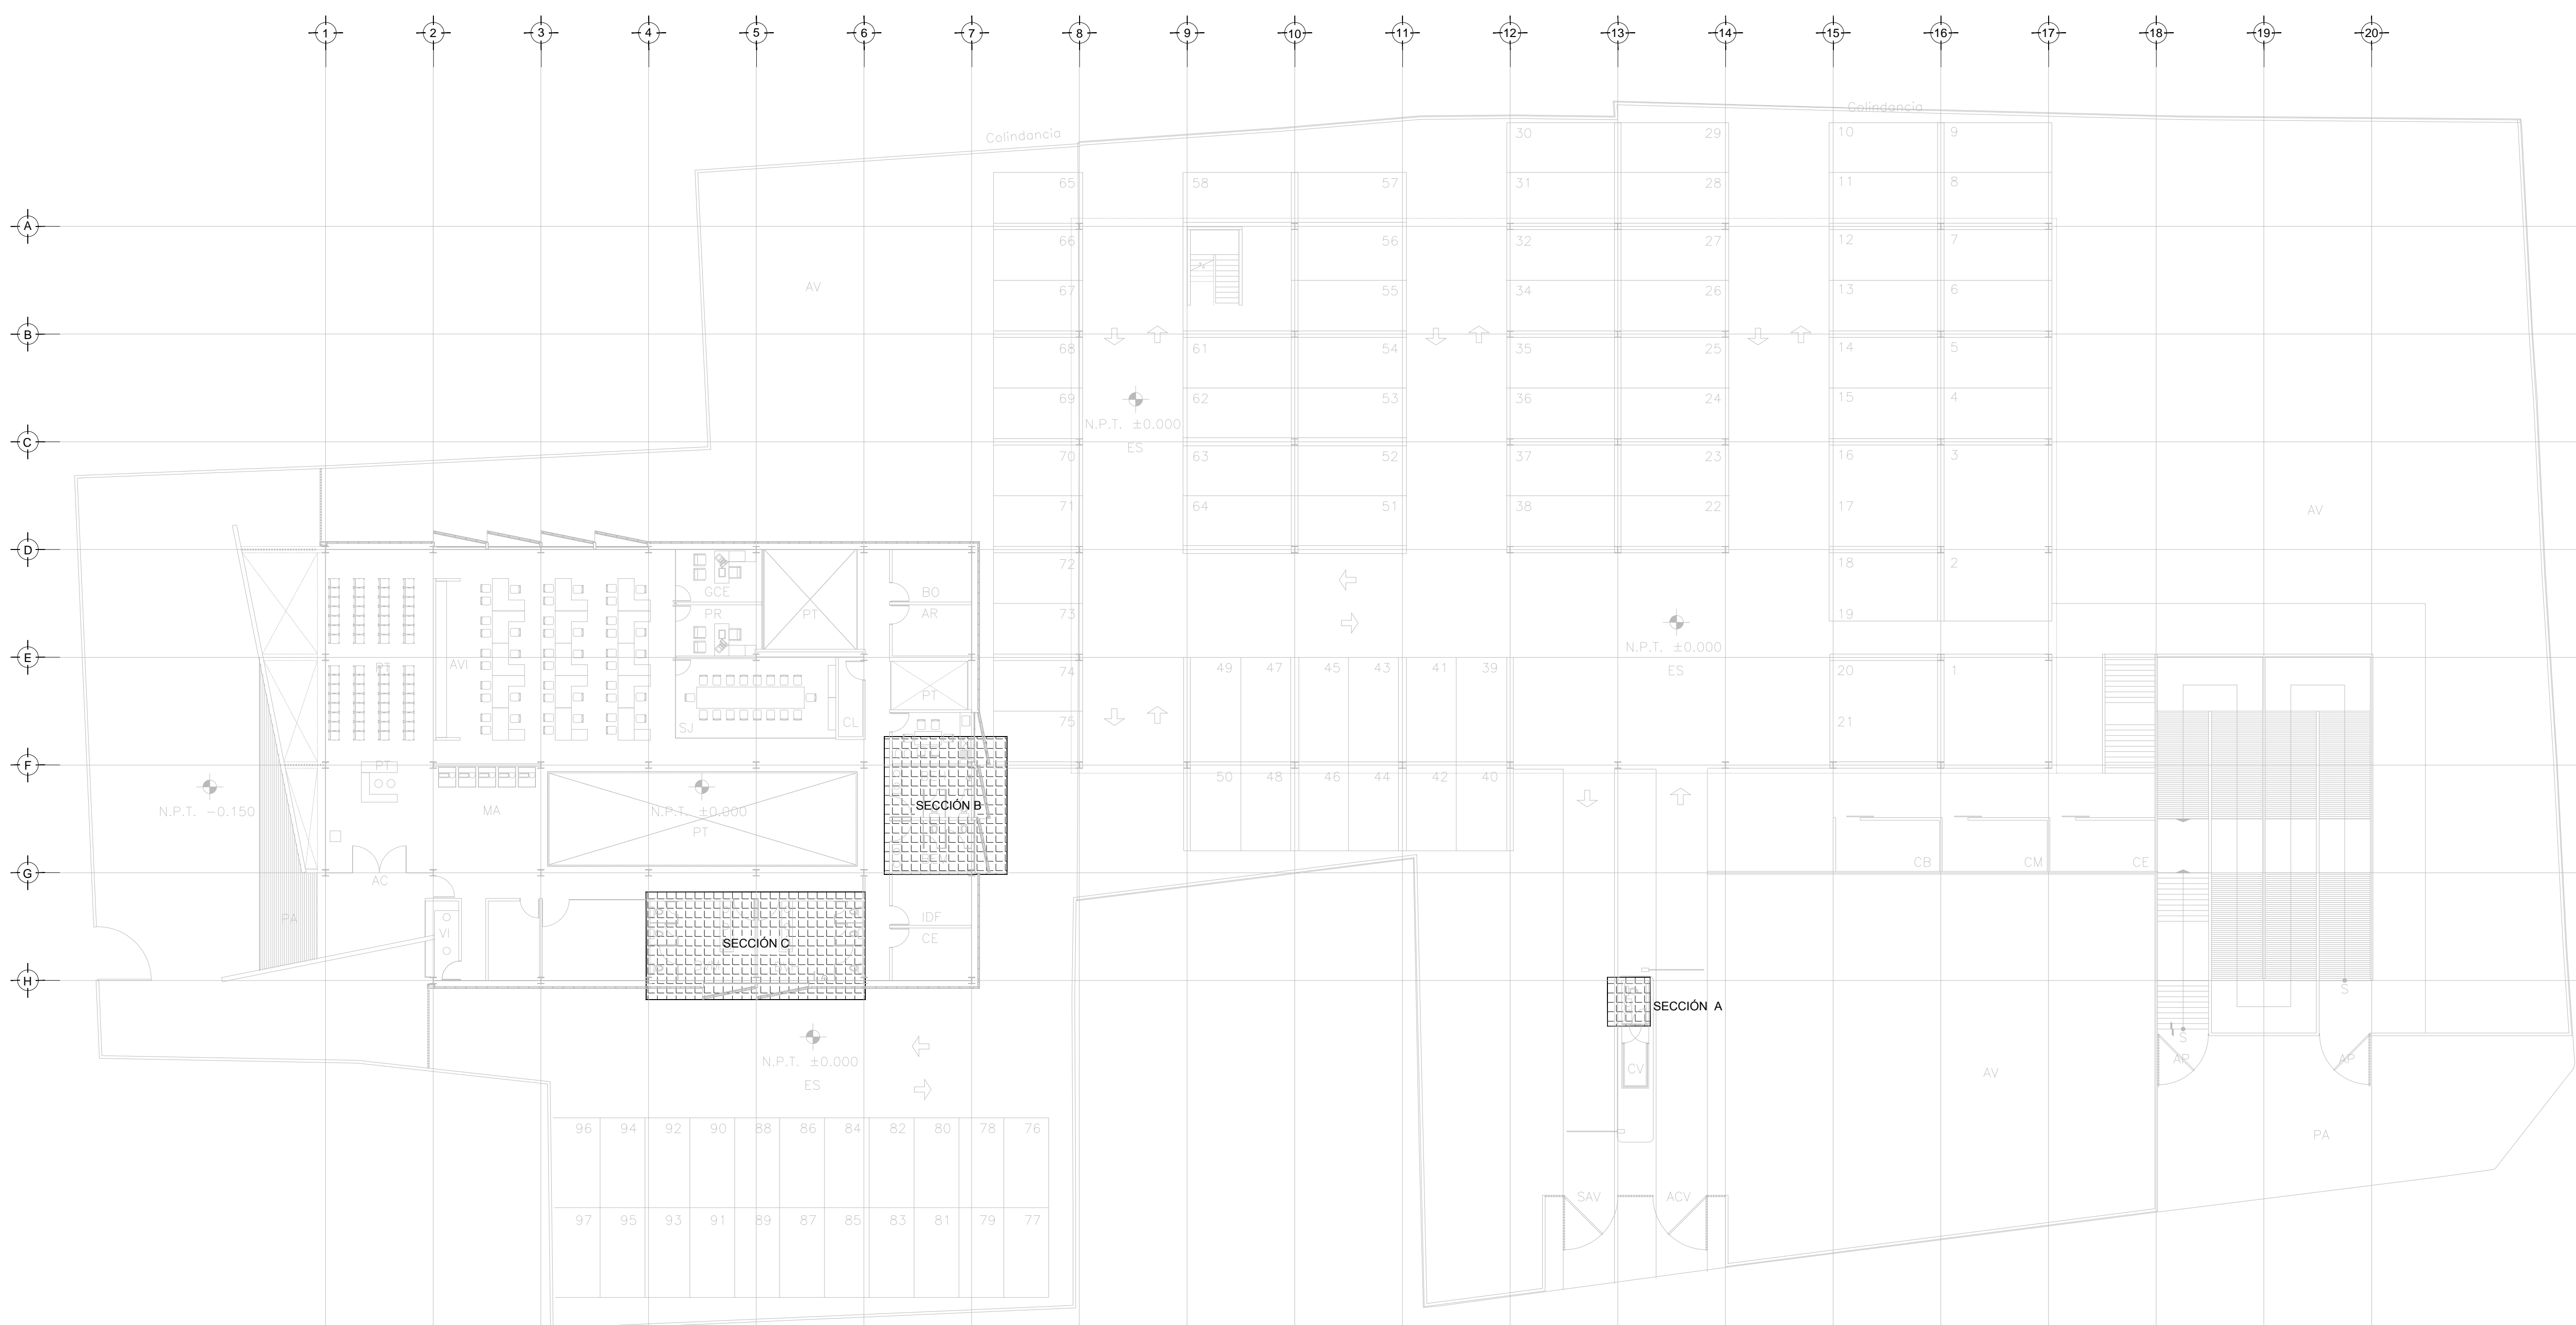 1 2 3 4 5 6 7 8 9 10 11 12 13 14 15 16 17 18 19 20
Colindancia
Colindancia
30 29 10 9
65 58 57 31 28 11 8
A
66 56 32 27 12 7
AV
67 55 34 26 13 6
B
68 61 54 35 25 14 5
69 62 53 36 24 15 4
N.P.T. ±0.000
C
ES
70 63 52 37 23 16 3
71 64 51 38 22 17
AV
D
72 18 2
GCE BO
PR PT AR
73 19
N.P.T. ±0.000
E
PT AVI
49 47 45 43 41 39
74 20 1
ES
PT
SJ CL
75 21
F
PT
50 48 46 44 42 40
N.P.T. -0.150
MA
N.P.T. ±0.000
PT
SECCIÓN B
CB CM CE
G
AC
PA
IDF
VI
CE
SECCIÓN C
H
S
SECCIÓN A
S
N.P.T. ±0.000
ES
AP AP
CV
AV
96 94 92 90 88 86 84 82 80 78 76
PA
SAV ACV
97 95 93 91 89 87 85 83 81 79 77